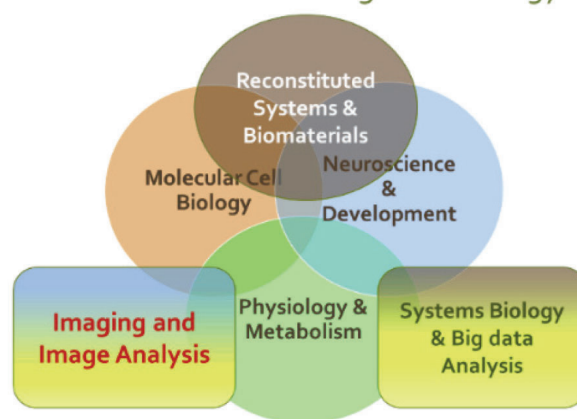 Reconstituted
Systems &
Biomaterials
Molecular Cell
Biology
Neuroscience
&
Development
Imaging and
Image Analysis
Physiology &
Metabolism
Systems Biology
& Big data
Analysis